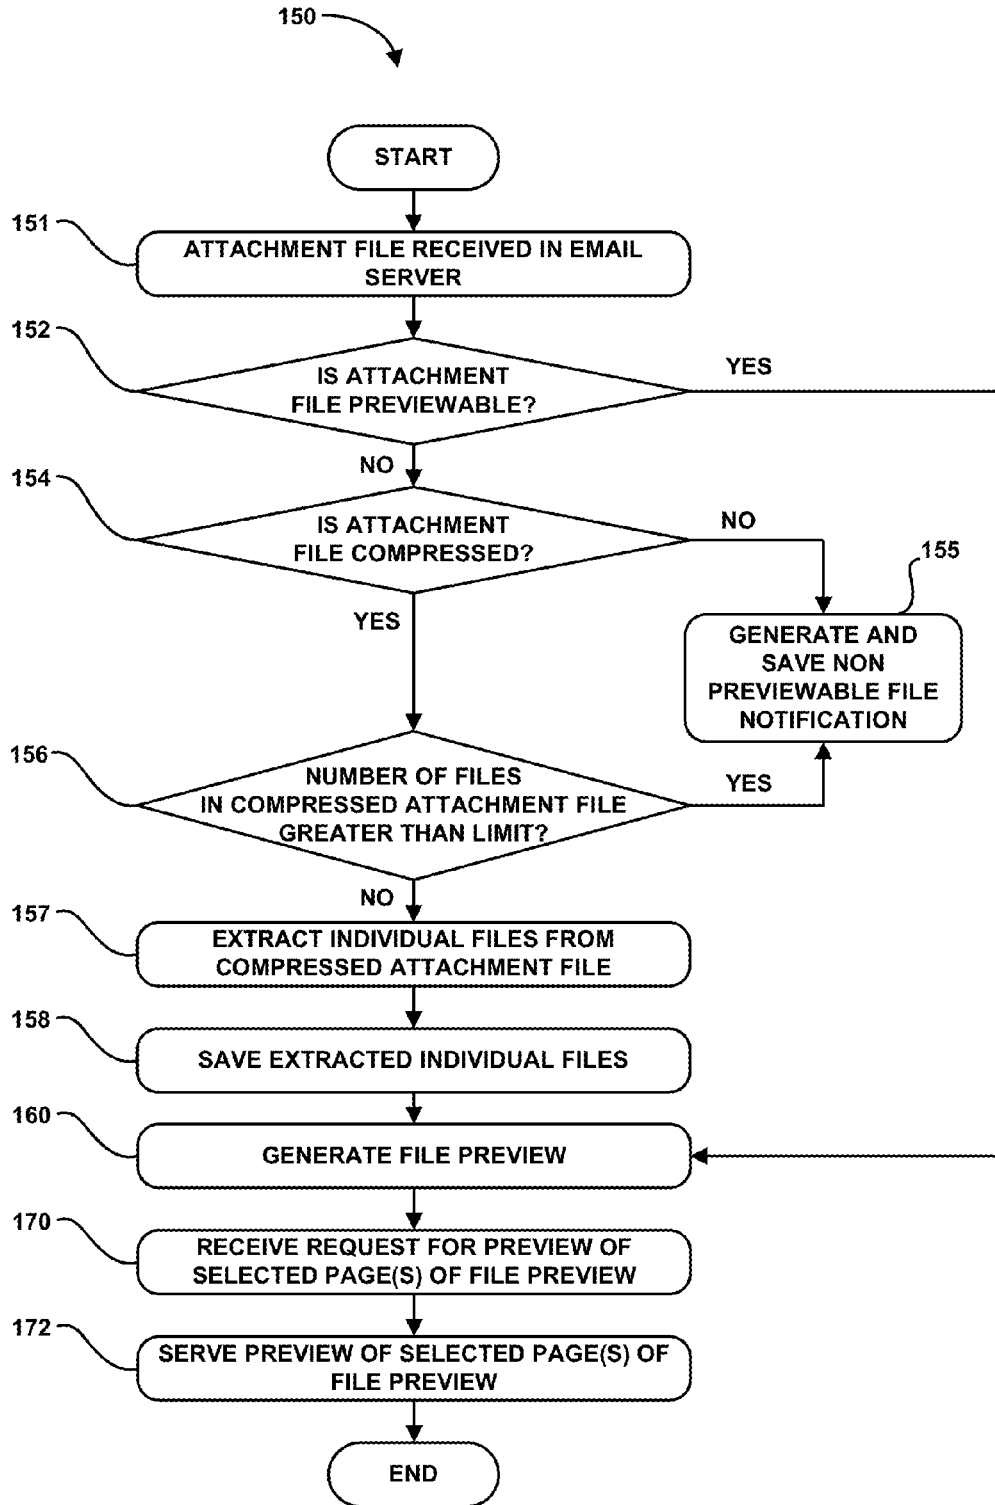 150
START
151
ATTACHMENT FILE RECEIVED IN EMAIL
SERVER
152
IS ATTACHMENT
FILE PREVIEWABLE?
YES
NO
154
IS ATTACHMENT
FILE COMPRESSED?
NO
YES
155
GENERATE AND
SAVE NON
PREVIEWABLE FILE
NOTIFICATION
156
NUMBER OF FILES
IN COMPRESSED ATTACHMENT FILE
GREATER THAN LIMIT?
YES
NO
157
EXTRACT INDIVIDUAL FILES FROM
COMPRESSED ATTACHMENT FILE
158
SAVE EXTRACTED INDIVIDUAL FILES
160
GENERATE FILE PREVIEW
170
RECEIVE REQUEST FOR PREVIEW OF
SELECTED PAGE(S) OF FILE PREVIEW
172
SERVE PREVIEW OF SELECTED PAGE(S) OF
FILE PREVIEW
END